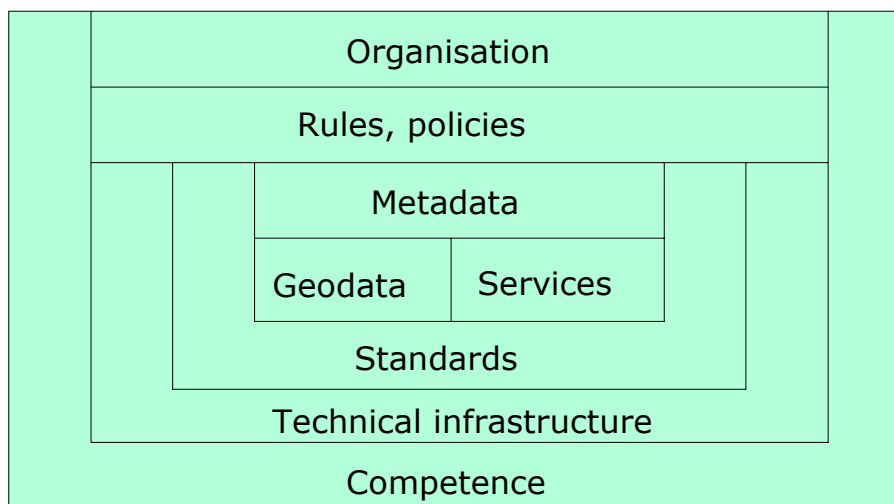 Organisation
Rules, policies
Metadata
Geodata
Services
Standards
Technical infrastructure
Competence